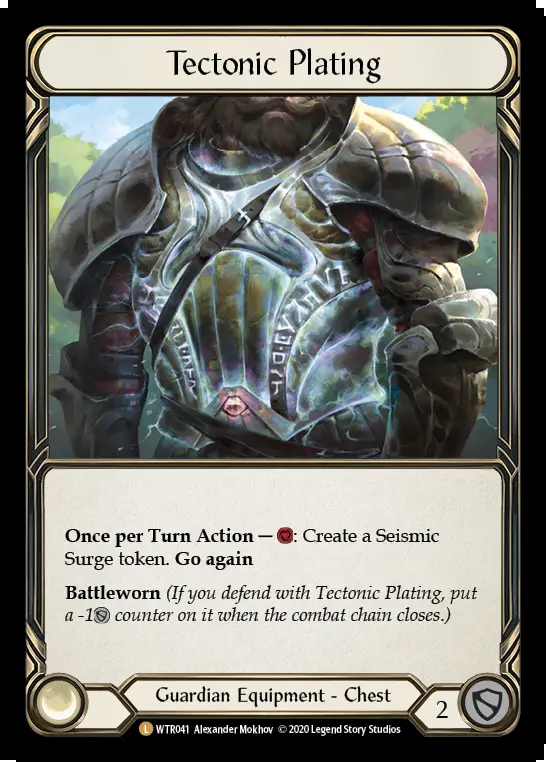 Tectonic Plating
Once per Turn Action — : Create a Seismic
Surge token. Go again
Battleworn (If you defend with Tectonic Plating, put
a -1 counter on it when the combat chain closes.)
Guardian Equipment - Chest
2
L WTR041 Alexander Mokhov © 2020 Legend Story Studios